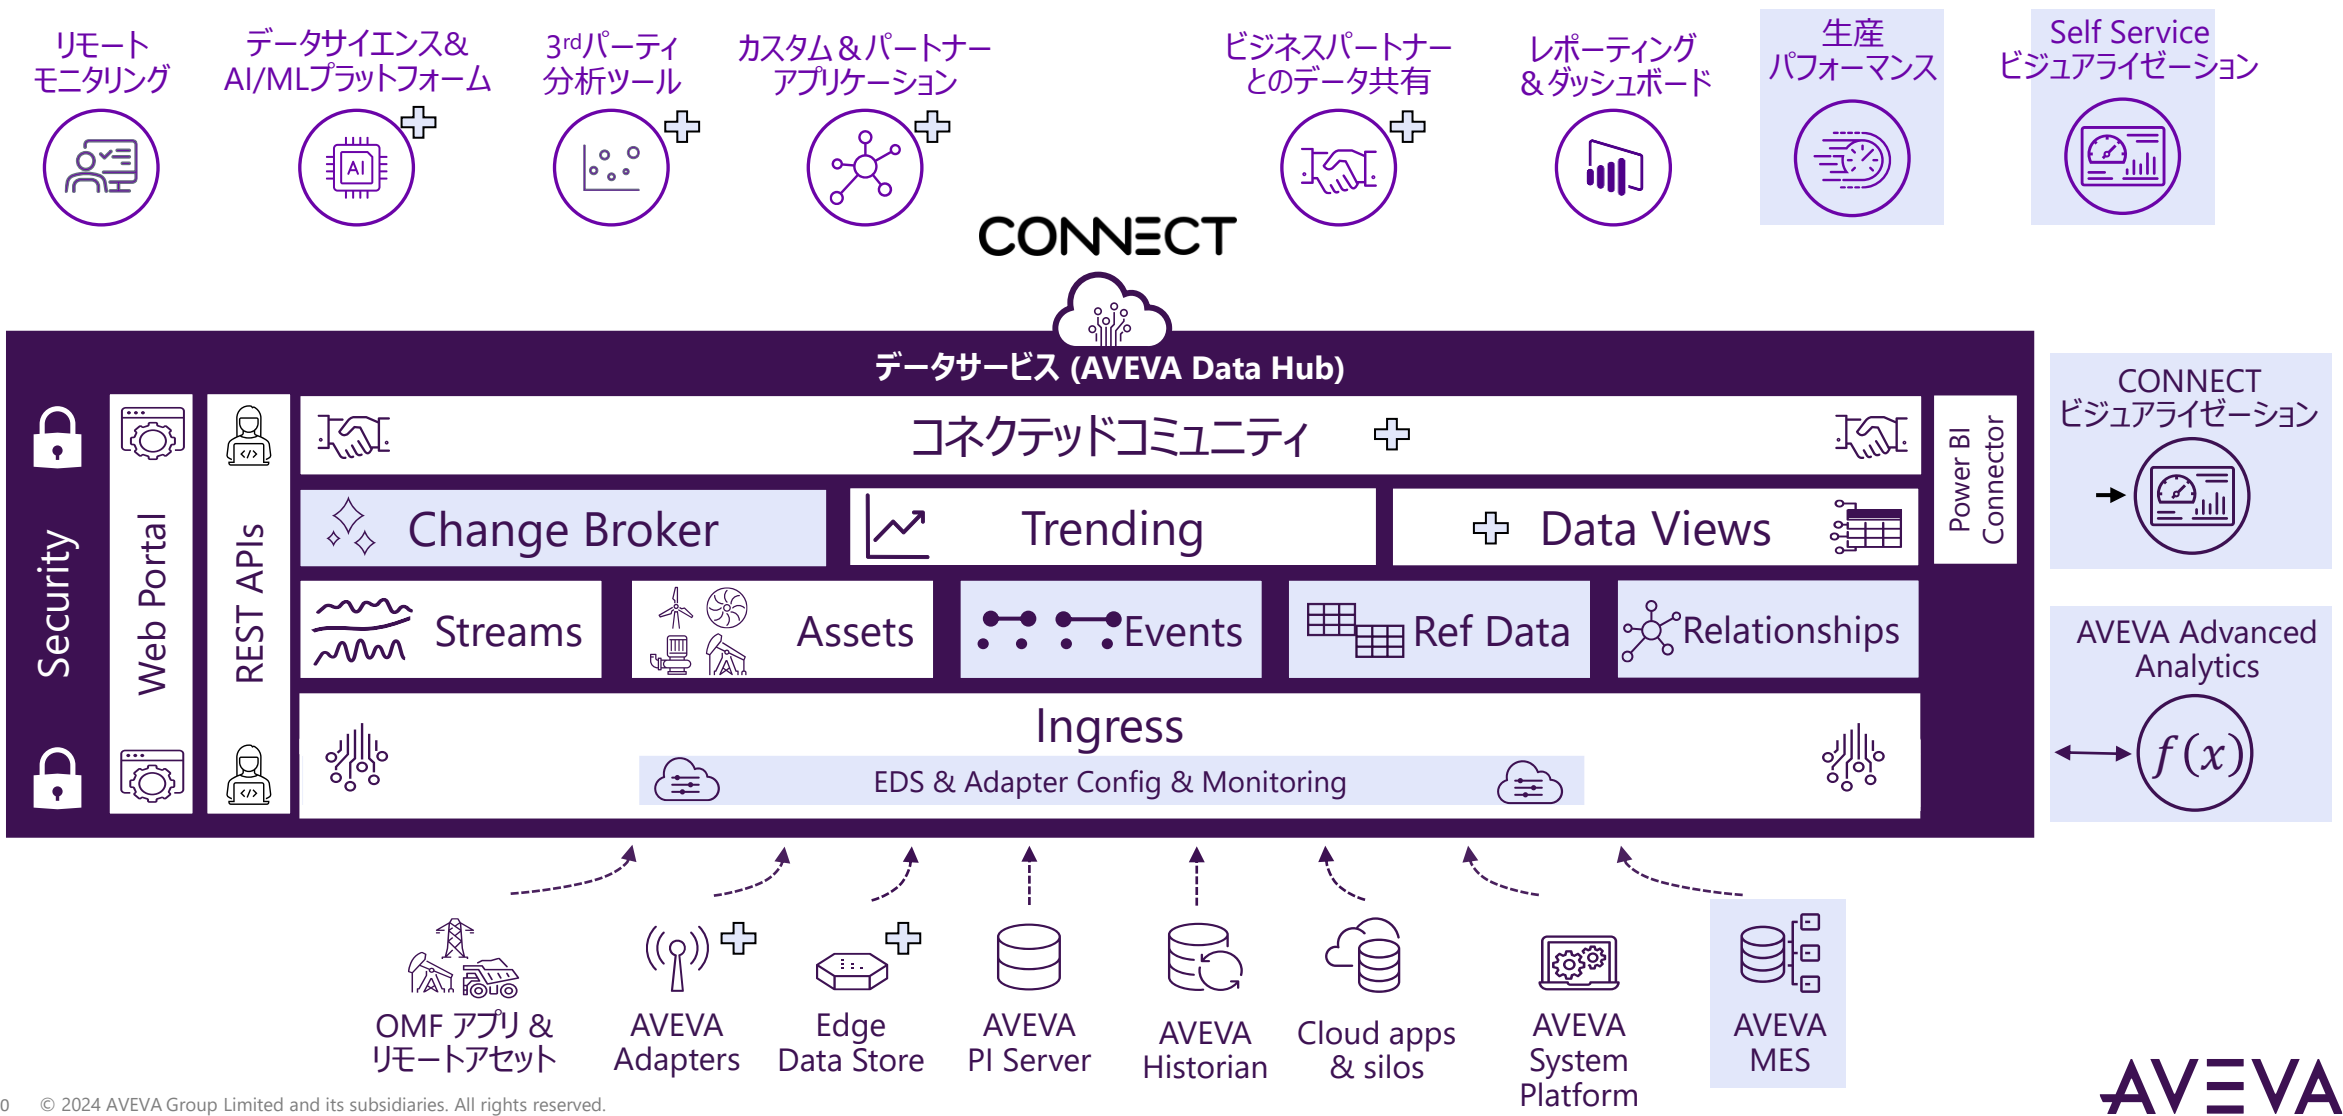 リモート
モニタリング
データサイエンス&
AI/MLプラットフォーム
AI
3rdパーティ
分析ツール
カスタム＆パートナー
アプリケーション
ビジネスパートナー
とのデータ共有
レポーティング
＆ダッシュボード
生産
パフォーマンス
Self Service
ビジュアライゼーション
CONNECT
データサービス (AVEVA Data Hub)
Security
Web Portal
REST APIs
コネクテッドコミュニティ
Change Broker
Trending
Data Views
Power BI
Connector
Streams
Assets
Events
Ref Data
Relationships
Ingress
EDS & Adapter Config & Monitoring
CONNECT
ビジュアライゼーション
AVEVA Advanced
Analytics
f(x)
OMF アプリ &
リモートアセット
AVEVA
Adapters
Edge
Data Store
AVEVA
PI Server
AVEVA
Historian
Cloud apps
& silos
AVEVA
System
Platform
AVEVA
MES
0 © 2024 AVEVA Group Limited and its subsidiaries. All rights reserved.
AVEVA